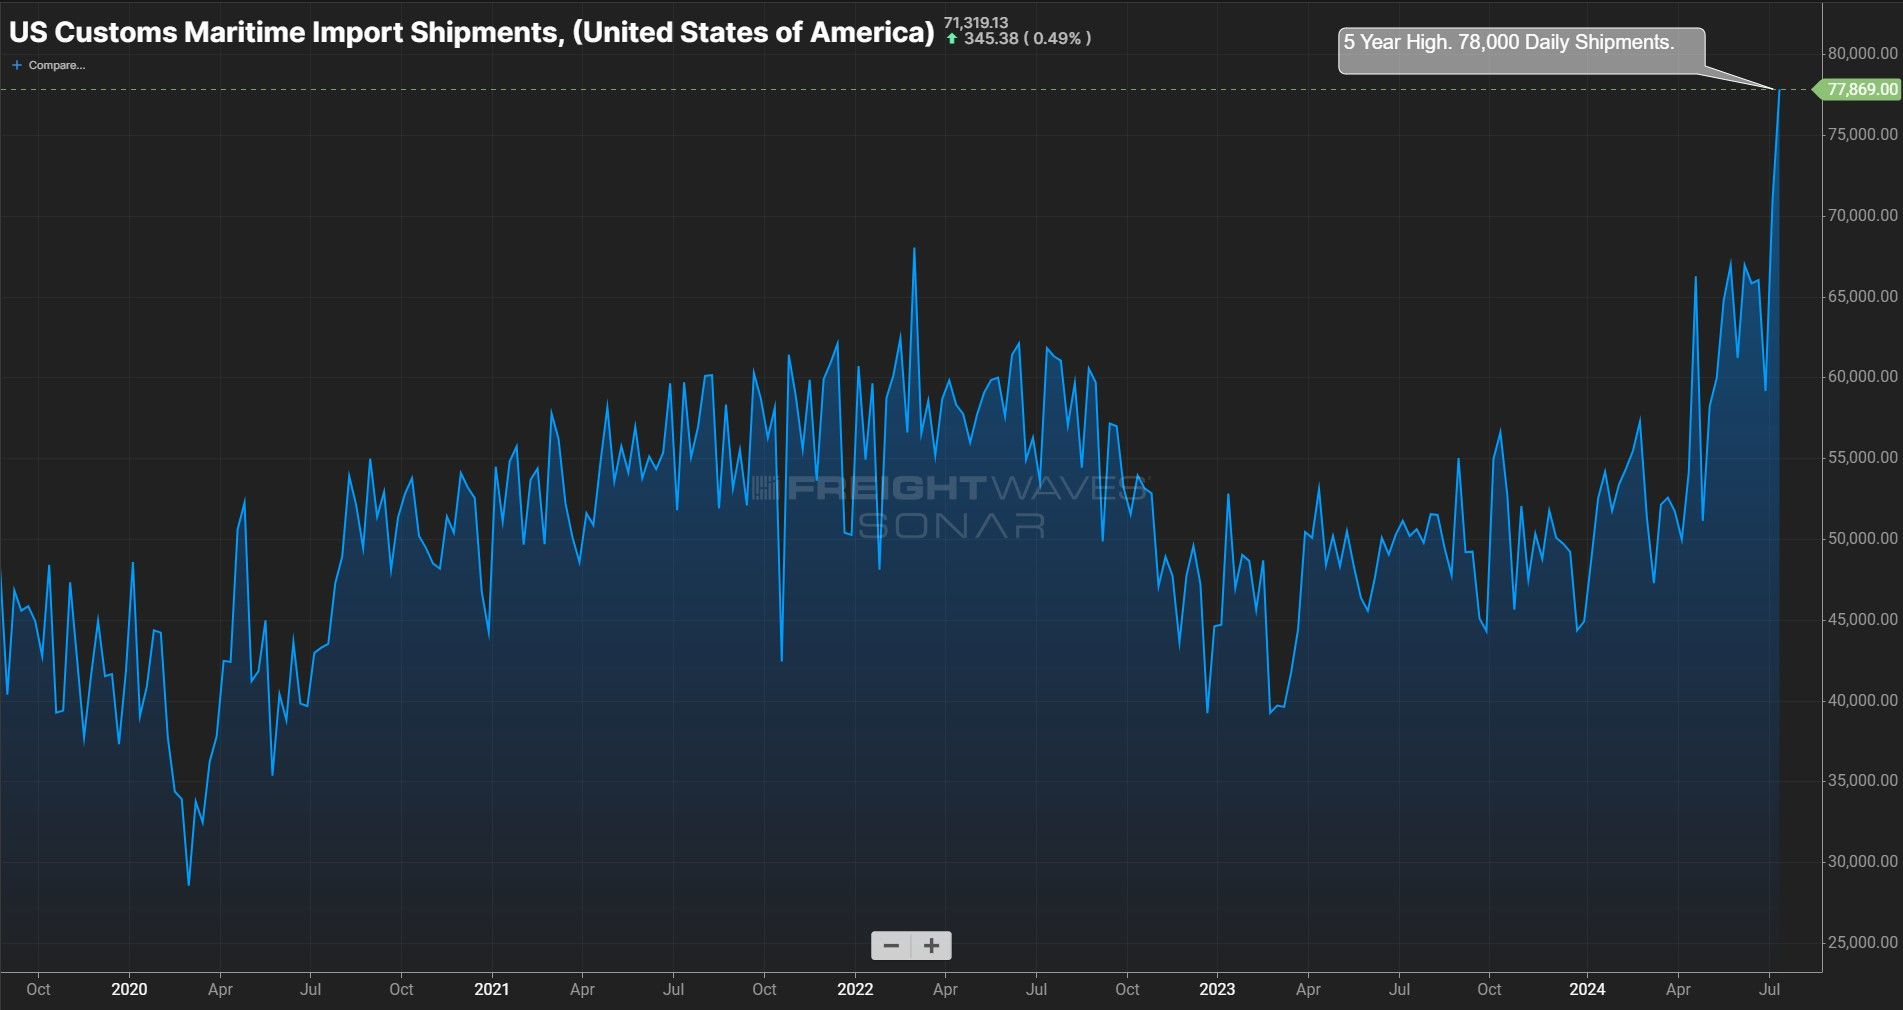 US Customs Maritime Import Shipments, (United States of America)
71,319.13
345.38 ( 0.49% )
+ Compare...
5 Year High. 78,000 Daily Shipments.
80,000.00
77,869.00
75,000.00
70,000.00
65,000.00
60,000.00
55,000.00
50,000.00
45,000.00
40,000.00
35,000.00
30,000.00
25,000.00
FREIGHTWAVES
SONAR
− +
Oct 2020 Apr Jul Oct 2021 Apr Jul Oct 2022 Apr Jul Oct 2023 Apr Jul Oct 2024 Apr Jul